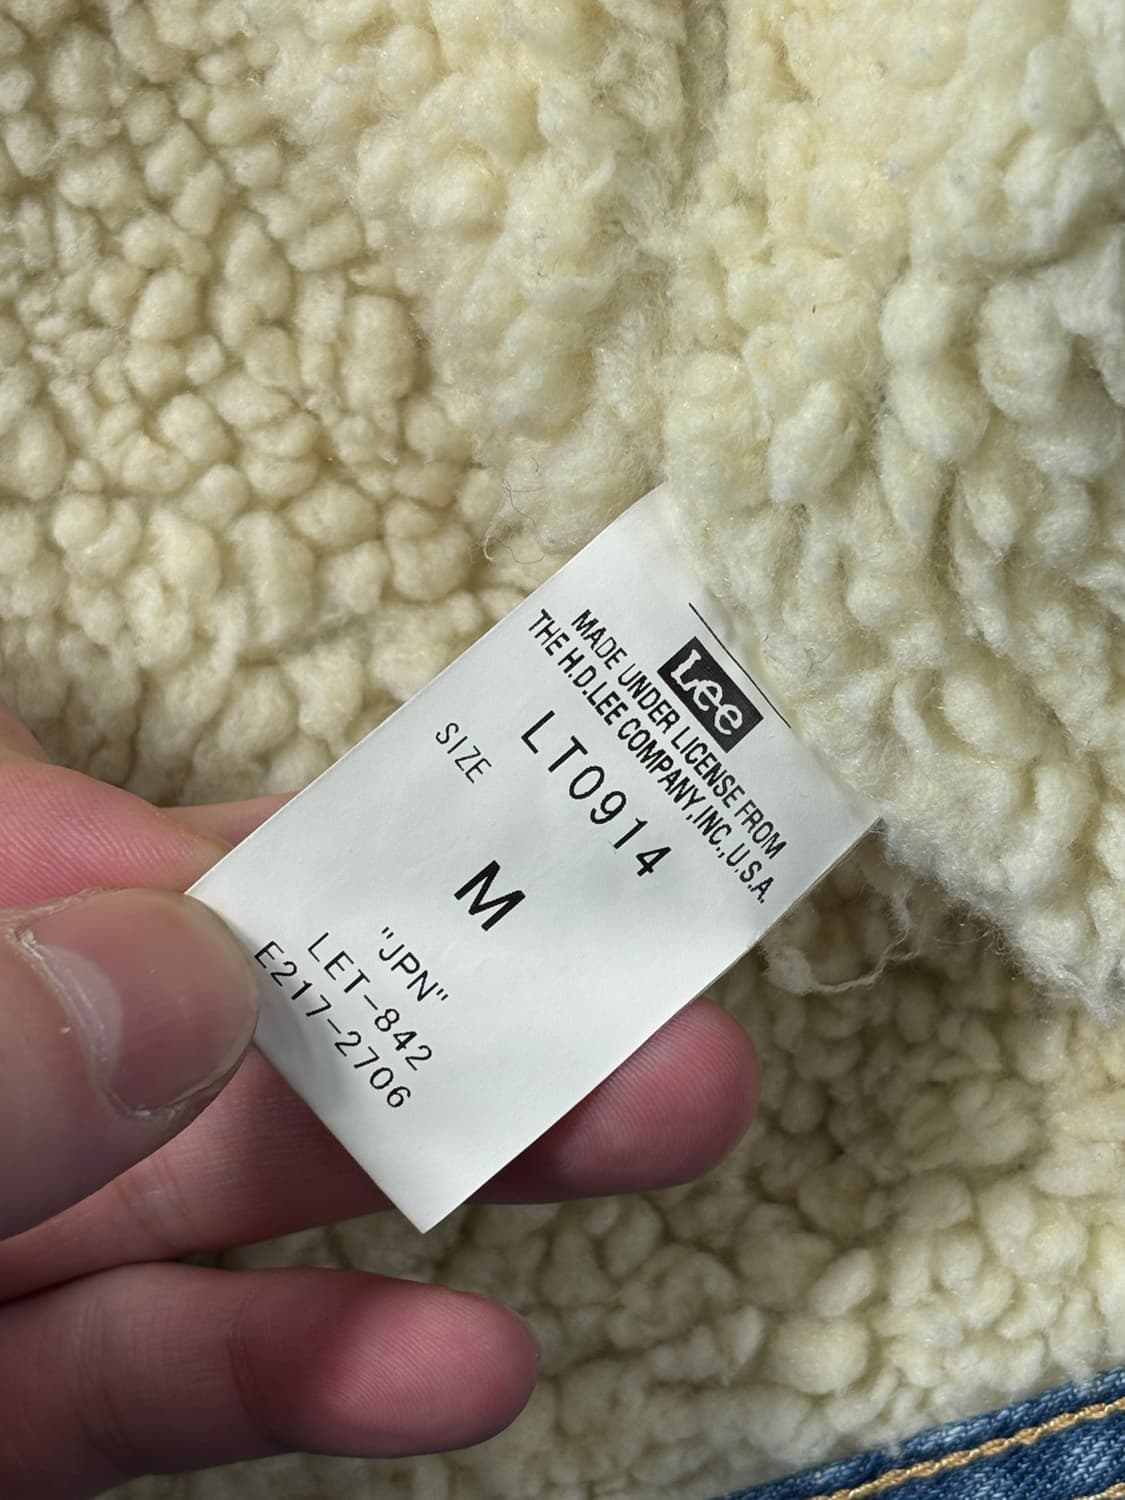 Lee
MADE UNDER LICENSE FROM
THE H.D.LEE COMPANY,INC.,U.S.A.
LT0914
SIZE
M
"JPN"
LET-842
E217-2706